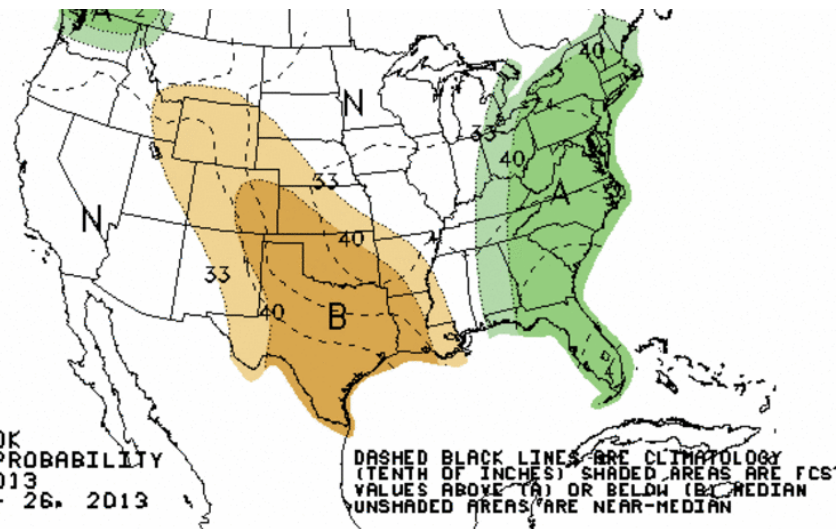 A
40
N
33
40
A
33
N
40
33
40
B
OK
PROBABILITY
013
- 26. 2013
DASHED BLACK LINES ARE CLIMATOLOGY
(TENTH OF INCHES) SHADED AREAS ARE FCST
VALUES ABOVE (A) OR BELOW (B) MEDIAN
UNSHADED AREAS ARE NEAR-MEDIAN